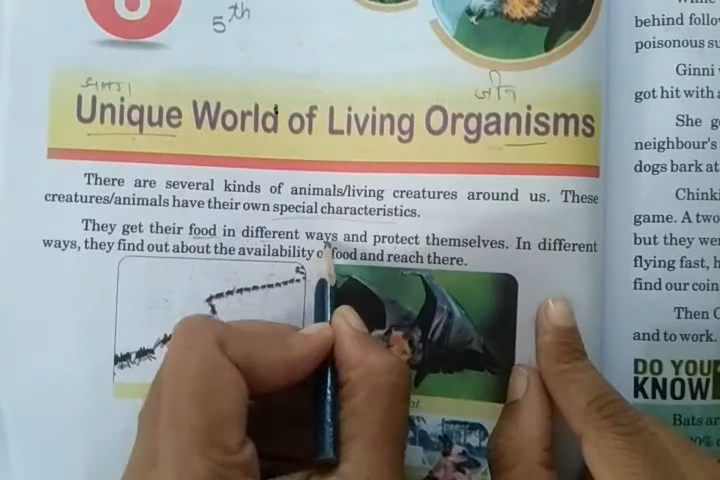 5th
जीव
Unique World of Living Organisms
There are several kinds of animals/living creatures around us. These
creatures/animals have their own special characteristics.
They get their food in different ways and protect themselves. In different
ways, they find out about the availability of food and reach there.
behind follo
poisonous su
Ginni
got hit with a
She g
neighbour's
dogs bark at
Chinki
game. A two
but they wer
flying fast, h
find our coin
Then
and to work.
DO YOU
KNOW
Bats ar